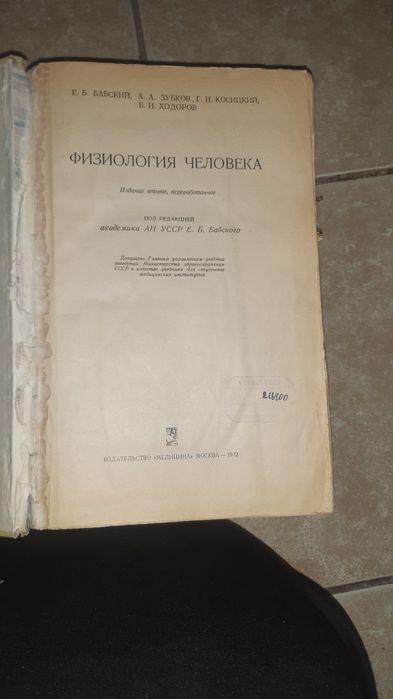 Е. Б. БАБСКИЙ, А. А. ЗУБКОВ, Г. И. КОСИЦКИЙ,
Б. И. ХОДОРОВ
ФИЗИОЛОГИЯ ЧЕЛОВЕКА
Издание второе, переработанное
ПОД РЕДАКЦИЕЙ
академика АН УССР Е. Б. Бабского
Допущено Главным управлением учебных
заведений Министерства здравоохранения
СССР в качестве учебника для студентов
медицинских институтов
216400
ИЗДАТЕЛЬСТВО «МЕДИЦИНА» МОСКВА — 1972